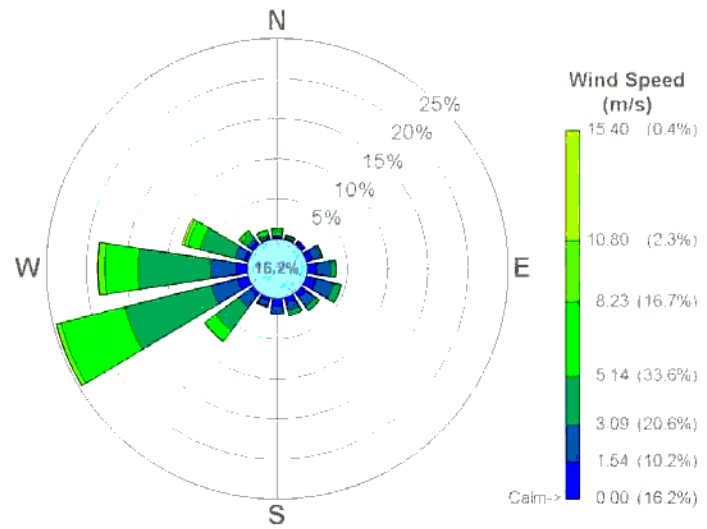 N
25%
20%
15%
10%
5%
W
16.2%
E
S
Wind Speed
(m/s)
15.40 (0.4%)
10.80 (2.3%)
8.23 (16.7%)
5.14 (33.6%)
3.09 (20.6%)
1.54 (10.2%)
Calm-> 0.00 (16.2%)